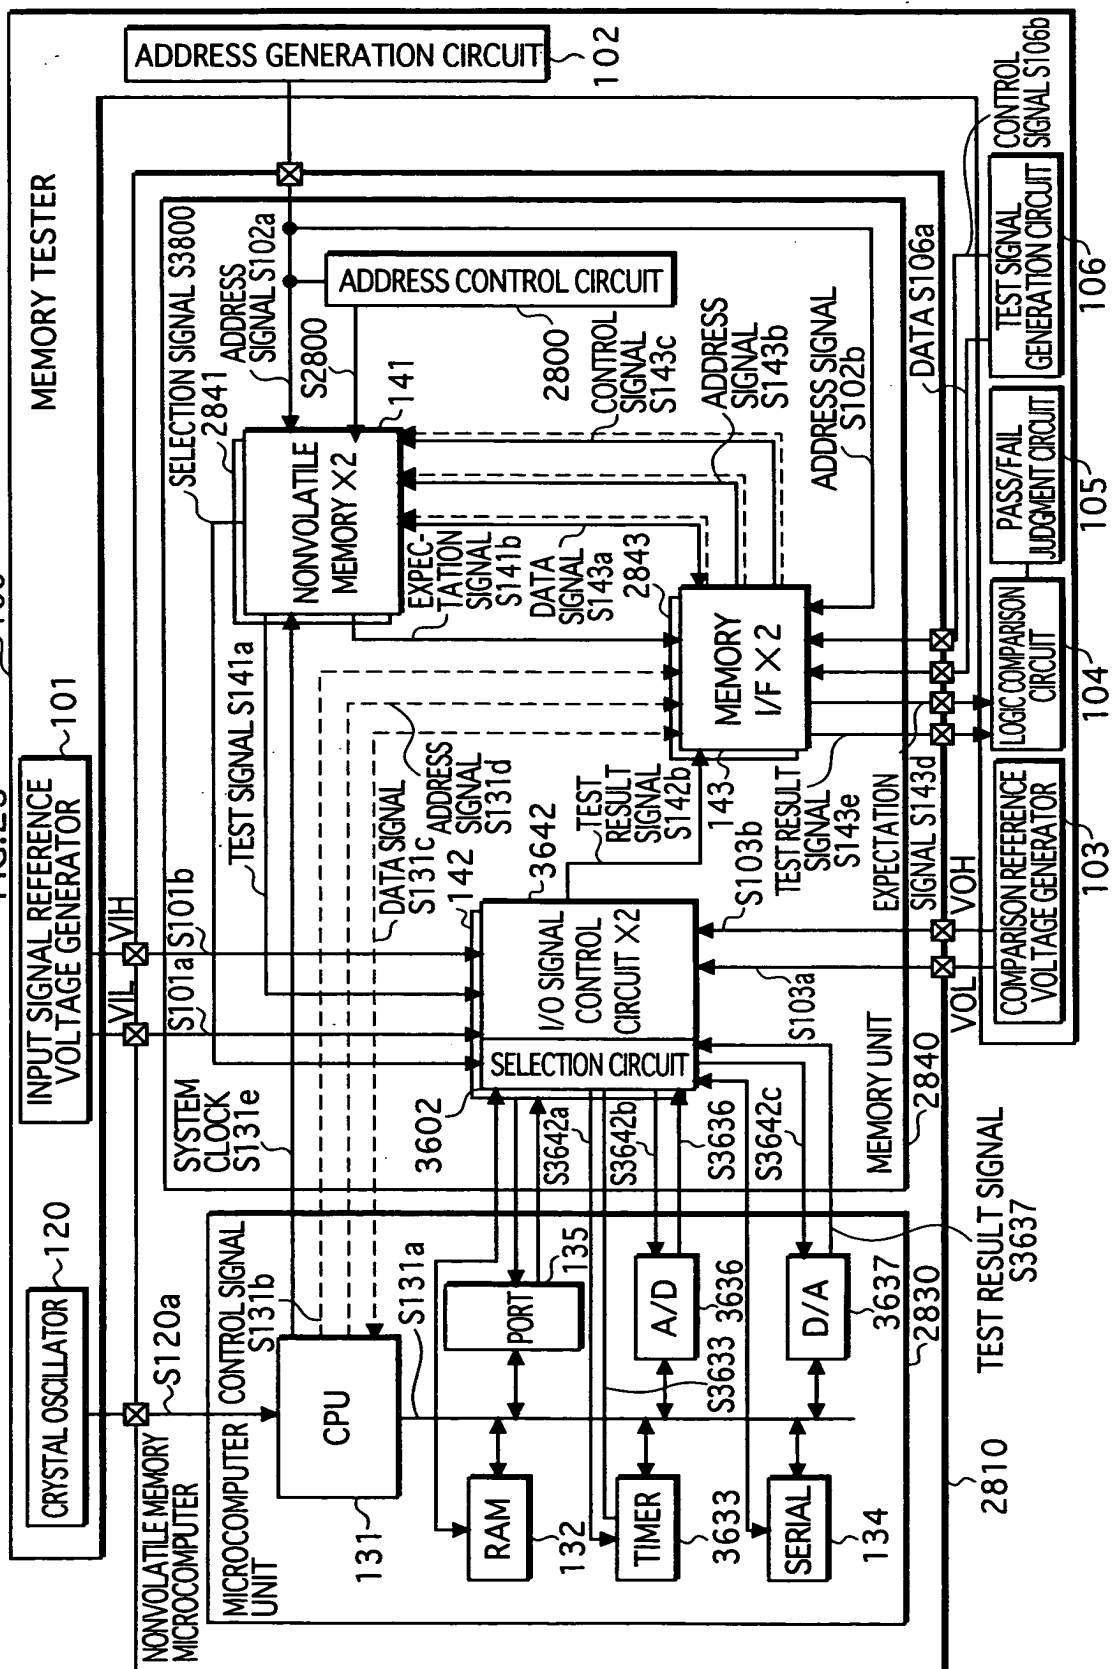 MEMORY TESTER
ADDRESS GENERATION CIRCUIT
102
INPUT SIGNAL REFERENCE
VOLTAGE GENERATOR
101
CRYSTAL OSCILLATOR
120
VIH
VIL
S101b
S101a
S120a
NONVOLATILE MEMORY
MICROCOMPUTER
MICROCOMPUTER
UNIT
CONTROL SIGNAL
S131b
SYSTEM
CLOCK
S131e
TEST SIGNAL S141a
SELECTION SIGNAL S3800
2841
ADDRESS
SIGNAL S102a
S2800
ADDRESS CONTROL CIRCUIT
2800
141
NONVOLATILE
MEMORY×2
EXPEC-
TATION
SIGNAL
S141b
DATA
SIGNAL
S143a
2843
CONTROL
SIGNAL
S143c
ADDRESS
SIGNAL
S143b
ADDRESS SIGNAL
S102b
DATA SIGNAL
S131c
ADDRESS
SIGNAL
S131d
142
3642
3602
I/O SIGNAL
CONTROL
CIRCUIT ×2
SELECTION CIRCUIT
TEST
RESULT
SIGNAL
S142b
143
MEMORY
I/F×2
S103b
S103a
TEST RESULT
SIGNAL
S143e
EXPECTATION
SIGNAL S143d
CPU
131
S131a
RAM
132
PORT
135
TIMER
3633
S3633
SERIAL
134
A/D
3636
D/A
3637
S3642a
S3642b
S3636
S3642c
2830
MEMORY UNIT
2840
TEST RESULT SIGNAL
S3637
2810
VOL
VOH
COMPARISON REFERENCE
VOLTAGE GENERATOR
103
LOGIC COMPARISON
CIRCUIT
104
PASS/FAIL
JUDGMENT CIRCUIT
105
TEST SIGNAL
GENERATION CIRCUIT
106
DATA S106a
CONTROL
SIGNAL S106b